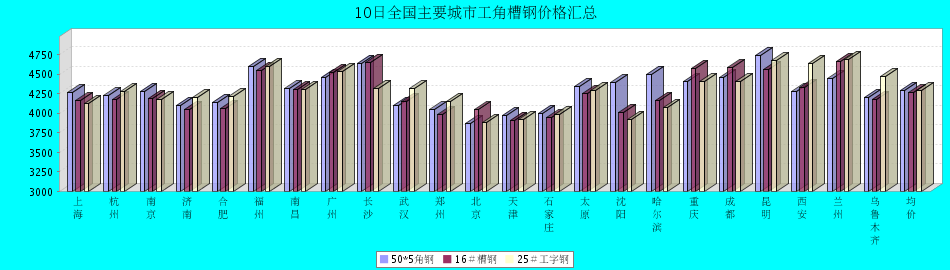 10日全国主要城市工角槽钢价格汇总
4750
4500
4250
4000
3750
3500
3250
3000
上海
杭州
南京
济南
合肥
福州
南昌
广州
长沙
武汉
郑州
北京
天津
石家庄
太原
沈阳
哈尔滨
重庆
成都
昆明
西安
兰州
乌鲁木齐
均价
50*5角钢
16#槽钢
25#工字钢